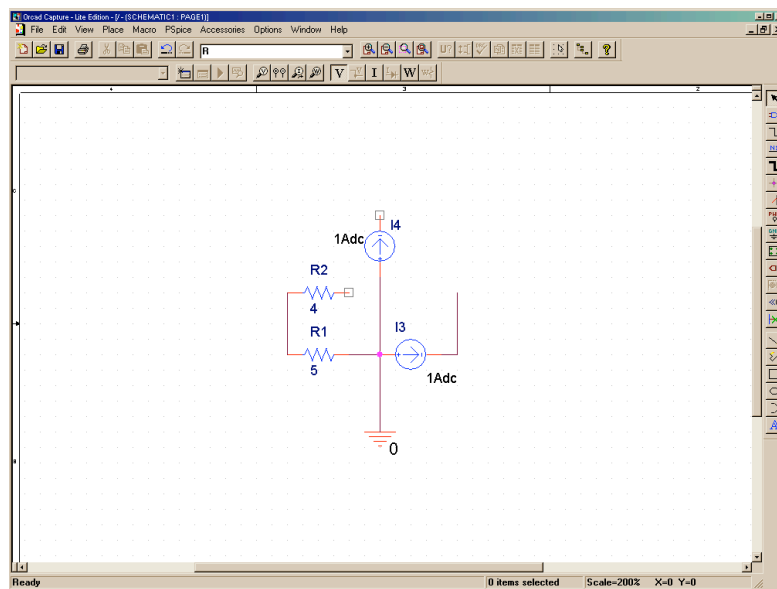 Orcad Capture - Lite Edition - [/ - (SCHEMATIC1 : PAGE1)]
File Edit View Place Macro PSpice Accessories Options Window Help
R
U?
V I W
4 3 2
C
I4
1Adc
R2
4
R1
5
I3
1Adc
0
B
Ready 0 items selected Scale=200% X=0 Y=0